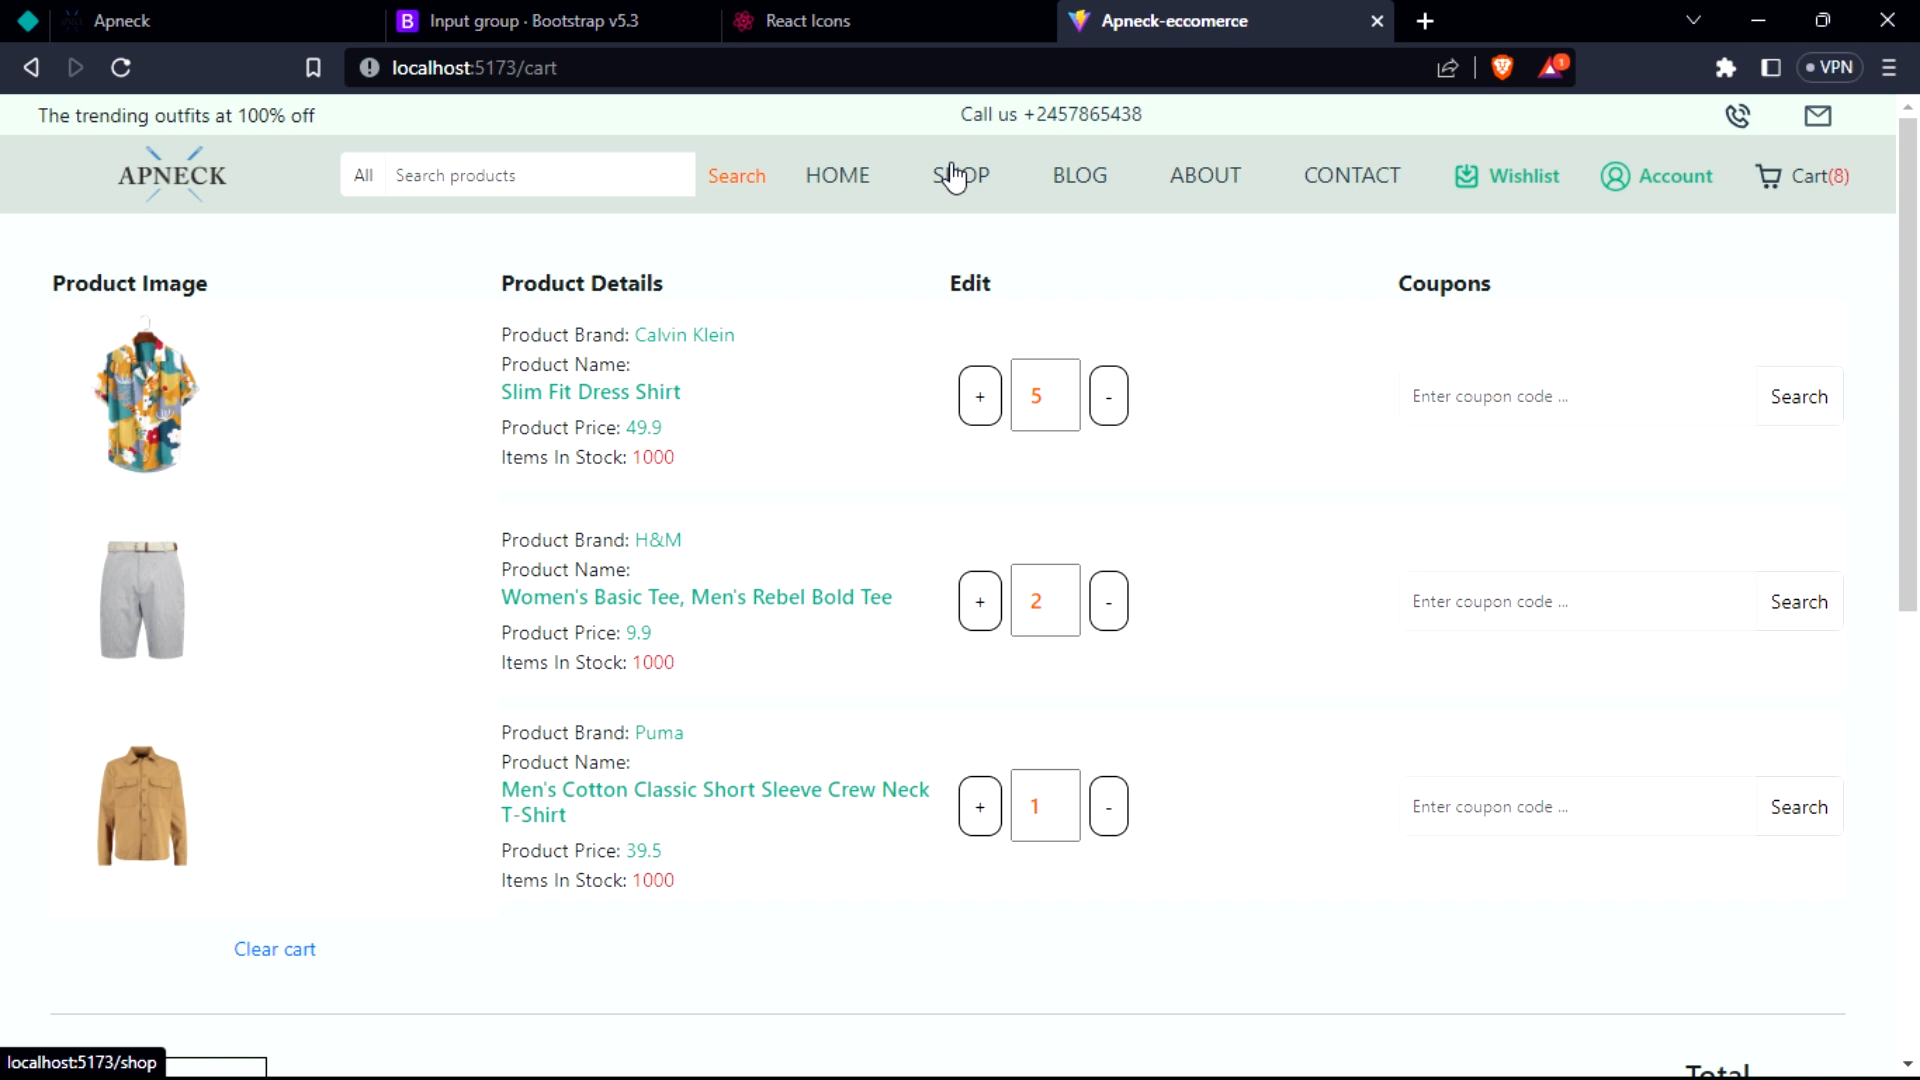 Apneck
B Input group · Bootstrap v5.3
React Icons
Apneck-eccomerce
localhost:5173/cart
1
VPN
The trending outfits at 100% off
Call us +2457865438
APNECK
All
Search products
Search
HOME
SHOP
BLOG
ABOUT
CONTACT
Wishlist
Account
Cart(8)
Product Image
Product Details
Edit
Coupons
Product Brand: Calvin Klein
Product Name:
Slim Fit Dress Shirt
Product Price: 49.9
Items In Stock: 1000
+
5
-
Enter coupon code ...
Search
Product Brand: H&M
Product Name:
Women's Basic Tee, Men's Rebel Bold Tee
Product Price: 9.9
Items In Stock: 1000
+
2
-
Enter coupon code ...
Search
Product Brand: Puma
Product Name:
Men's Cotton Classic Short Sleeve Crew Neck
T-Shirt
Product Price: 39.5
Items In Stock: 1000
+
1
-
Enter coupon code ...
Search
Clear cart
localhost:5173/shop
Total